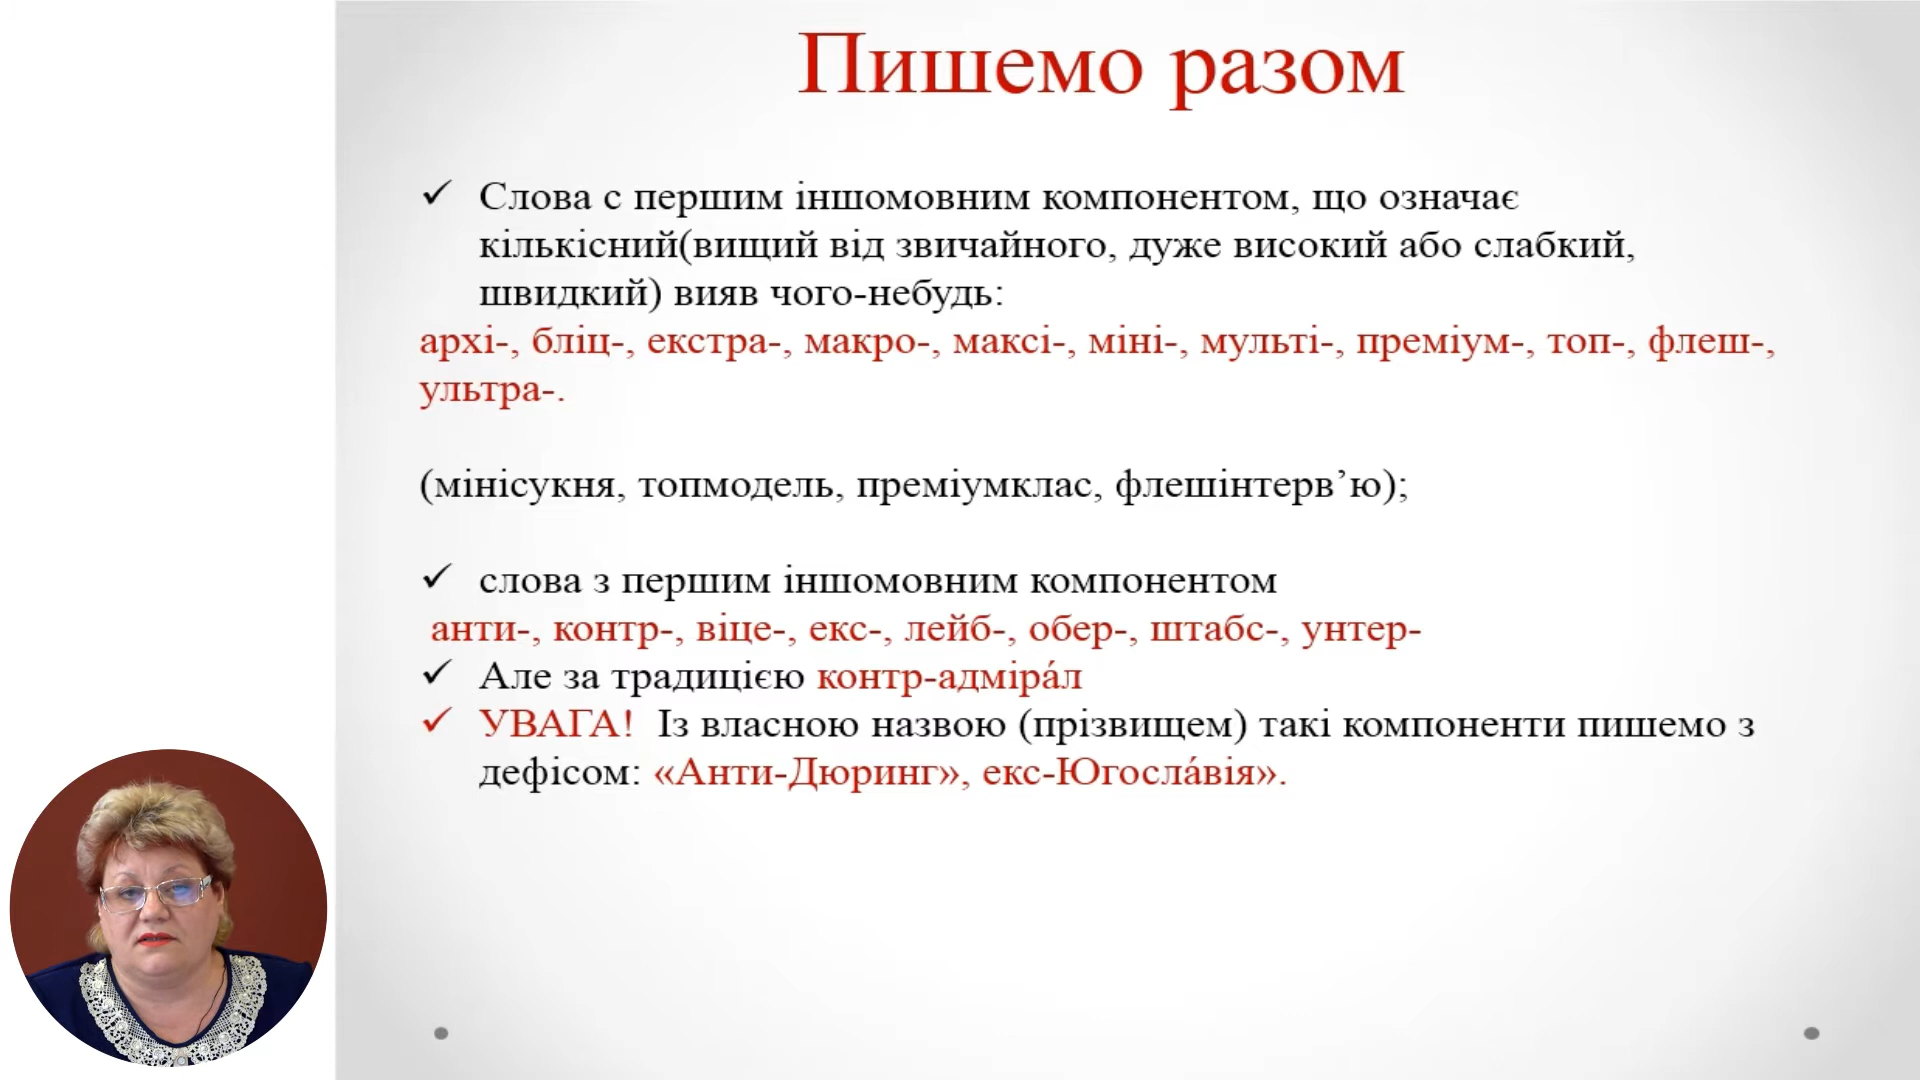 Пишемо разом
✓ Слова с першим іншомовним компонентом, що означає
кількісний(вищий від звичайного, дуже високий або слабкий,
швидкий) вияв чого-небудь:
архі-, бліц-, екстра-, макро-, максі-, міні-, мульті-, преміум-, топ-, флеш-,
ультра-.
(мінісукня, топмодель, преміумклас, флешінтерв’ю);
✓ слова з першим іншомовним компонентом
анти-, контр-, віце-, екс-, лейб-, обер-, штабс-, унтер-
✓ Але за традицією контр-адміра́л
✓ УВАГА! Із власною назвою (прізвищем) такі компоненти пишемо з
дефісом: «Анти-Дюринг», екс-Югосла́вія».